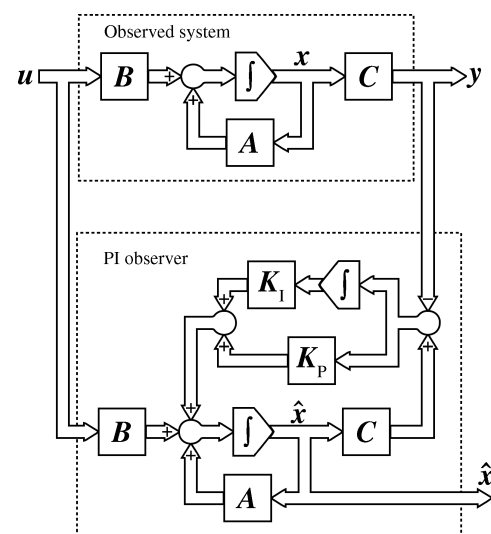 Observed system
u B + ∫ x C y
+ A
PI observer
K_I ∫
+ −
+ K_P +
+
B + ∫ x̂ C
+ A x̂